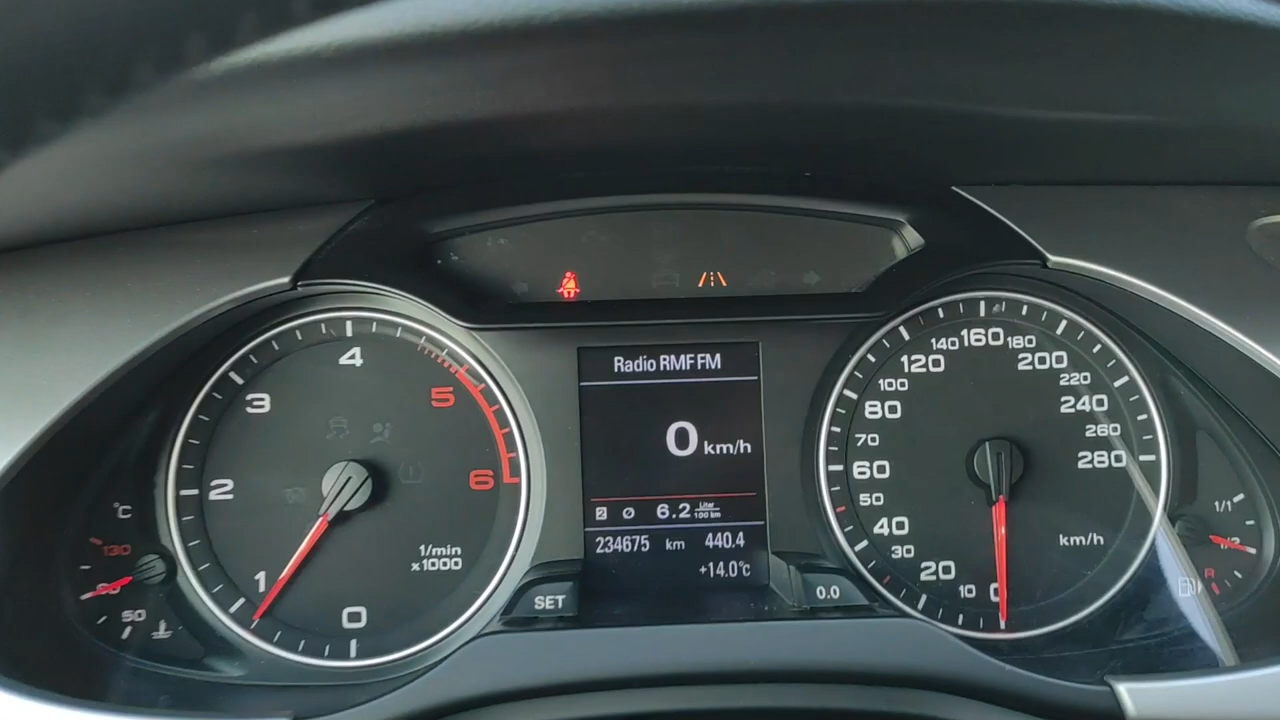 Radio RMF FM
0 km/h
2 Ø 6.2 Liter
100 km
234675 km 440.4
+14.0°C
SET
0.0
0
1
2
3
4
5
6
1/min
x1000
°C
130
50
0
10
20
30
40
50
60
70
80
100
120
140
160
180
200
220
240
260
280
km/h
1/1
1/2
R